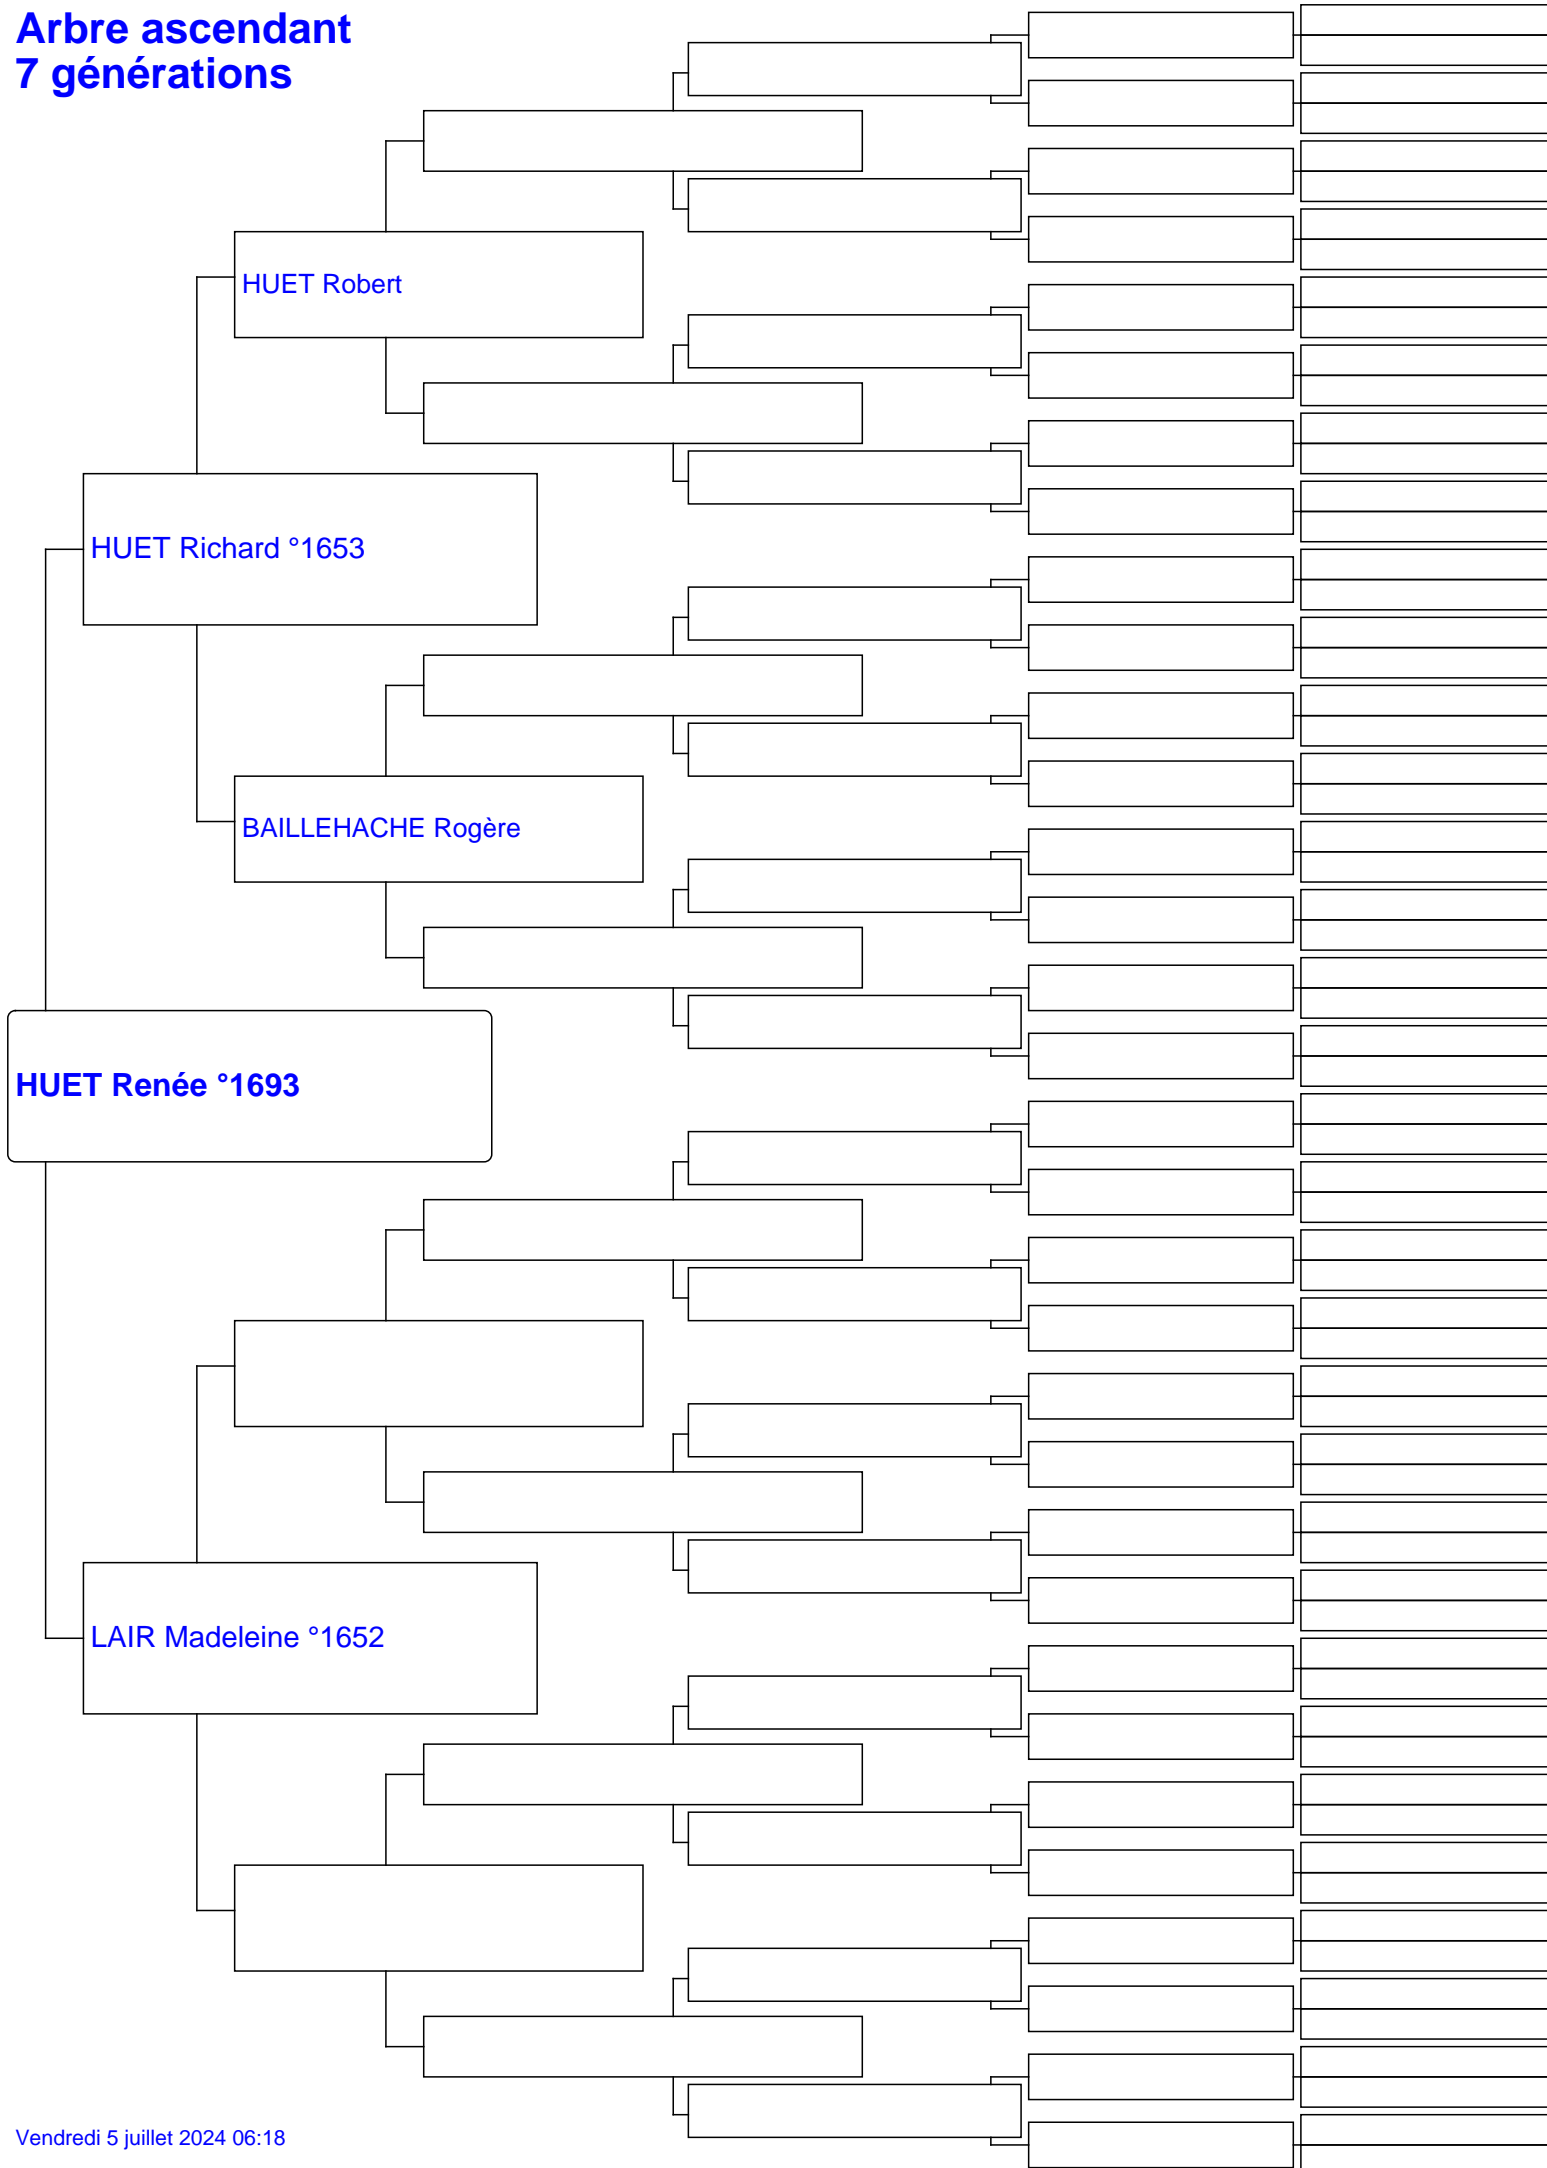 Arbre ascendant
7 générations
HUET Robert
HUET Richard °1653
BAILLEHACHE Rogère
HUET Renée °1693
LAIR Madeleine °1652
Vendredi 5 juillet 2024 06:18